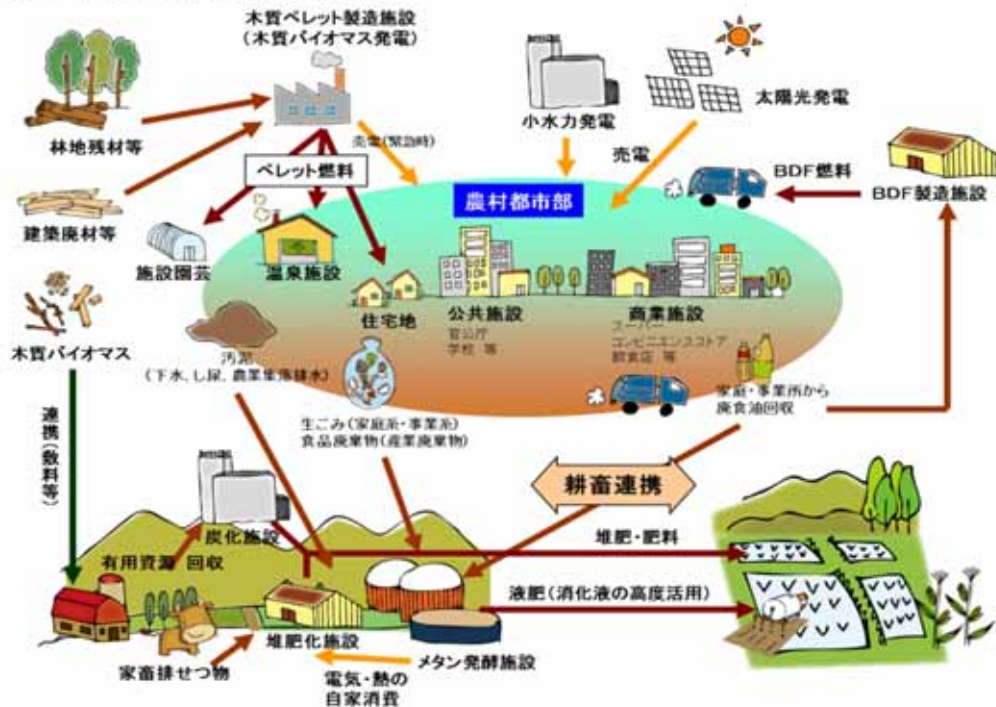 木質ペレット製造施設
（木質バイオマス発電）
小水力発電
太陽光発電
林地残材等
売電（緊急時）
売電
ペレット燃料
BDF燃料
BDF製造施設
農村都市部
建築廃材等
施設園芸
温泉施設
住宅地
公共施設
官公庁
学校 等
商業施設
スーパー
コンビニエンスストア
飲食店 等
木質バイオマス
汚泥
（下水、し尿、農業集落排水）
家庭・事業所から
廃食油回収
生ごみ（家庭系・事業系）
食品廃棄物（産業廃棄物）
連携（敷料等）
耕畜連携
炭化施設
堆肥・肥料
有用資源 回収
液肥（消化液の高度活用）
堆肥化施設
メタン発酵施設
家畜排せつ物
電気・熱の
自家消費